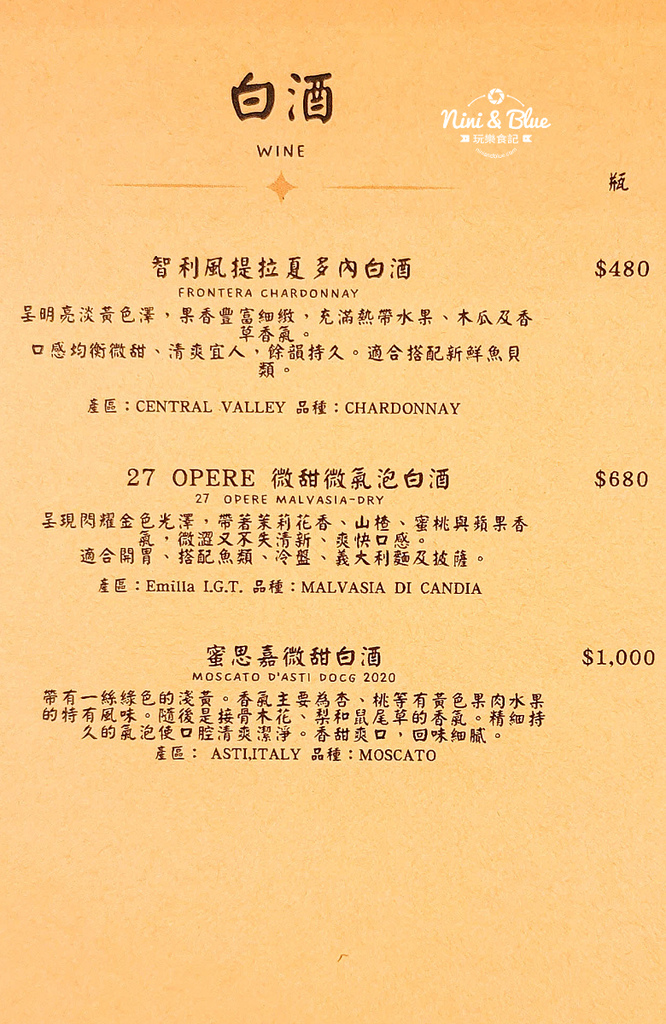 白酒
Nini & Blue
玩樂食記
WINE
瓶
智利風提拉夏多內白酒 $480
FRONTERA CHARDONNAY
呈明亮淡黃色澤，果香豐富細緻，充滿熱帶水果、木瓜及香
草香氣。
口感均衡微甜、清爽宜人，餘韻持久。適合搭配新鮮魚貝
類。
產區：CENTRAL VALLEY 品種：CHARDONNAY
27 OPERE 微甜微氣泡白酒 $680
27 OPERE MALVASIA-DRY
呈現閃耀金色光澤，帶著茉莉花香、山楂、蜜桃與蘋果香
氣，微澀又不失清新、爽快口感。
適合開胃、搭配魚類、冷盤、義大利麵及披薩。
產區：Emilla I.G.T. 品種：MALVASIA DI CANDIA
蜜思嘉微甜白酒 $1,000
MOSCATO D'ASTI DOCG 2020
帶有一絲綠色的淺黃。香氣主要為杏、桃等有黃色果肉水果
的特有風味。隨後是接骨木花、梨和鼠尾草的香氣。精細持
久的氣泡使口腔清爽潔淨。香甜爽口，回味細膩。
產區： ASTI,ITALY 品種：MOSCATO